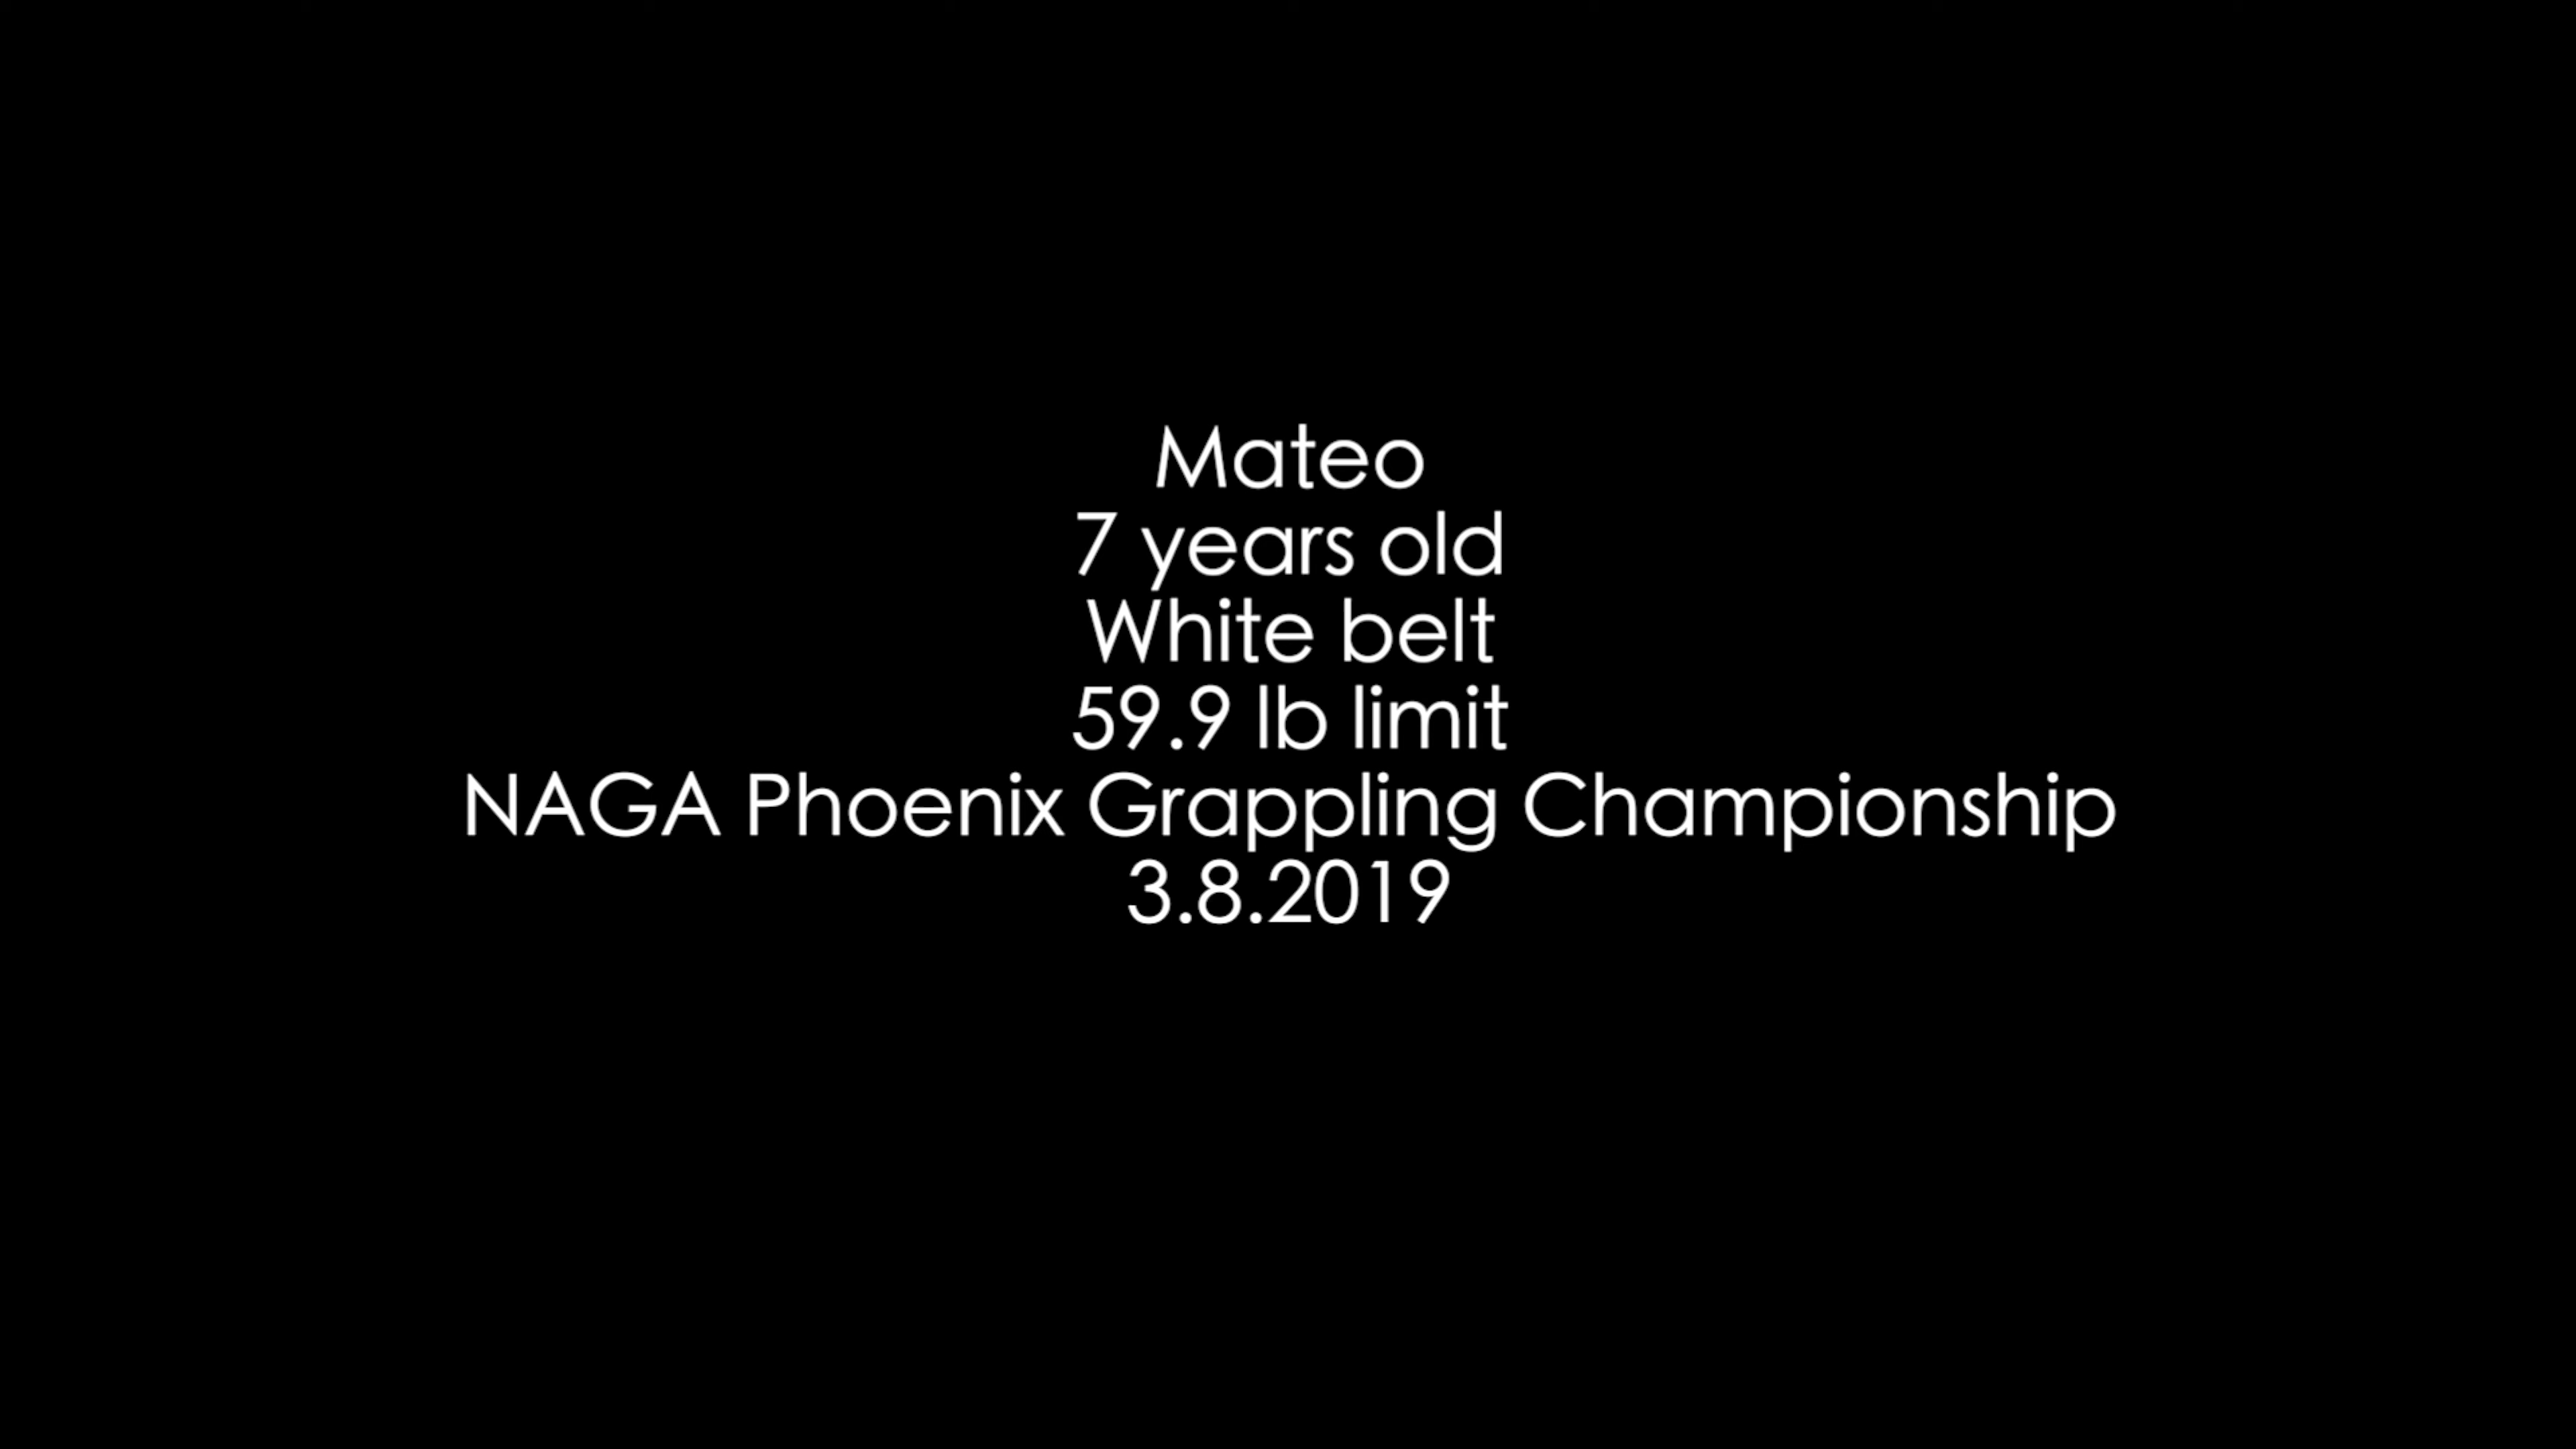 Mateo
7 years old
White belt
59.9 lb limit
NAGA Phoenix Grappling Championship
3.8.2019